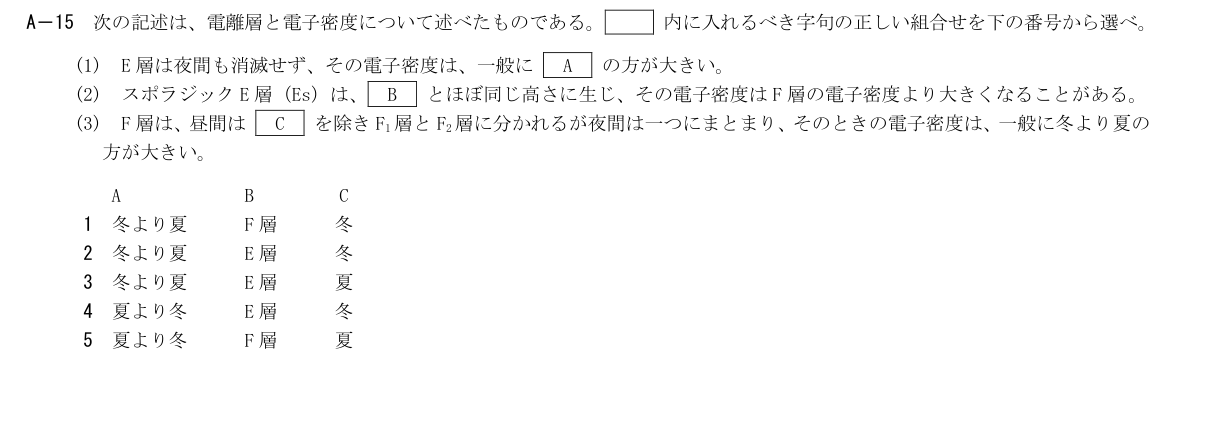 A－15 次の記述は、電離層と電子密度について述べたものである。 内に入れるべき字句の正しい組合せを下の番号から選べ。
(1) E層は夜間も消滅せず、その電子密度は、一般に A の方が大きい。
(2) スポラジックE層（Es）は、 B とほぼ同じ高さに生じ、その電子密度はF層の電子密度より大きくなることがある。
(3) F層は、昼間は C を除きF₁層とF₂層に分かれるが夜間は一つにまとまり、そのときの電子密度は、一般に冬より夏の
方が大きい。
A B C
1 冬より夏 F層 冬
2 冬より夏 E層 冬
3 冬より夏 E層 夏
4 夏より冬 E層 冬
5 夏より冬 F層 夏